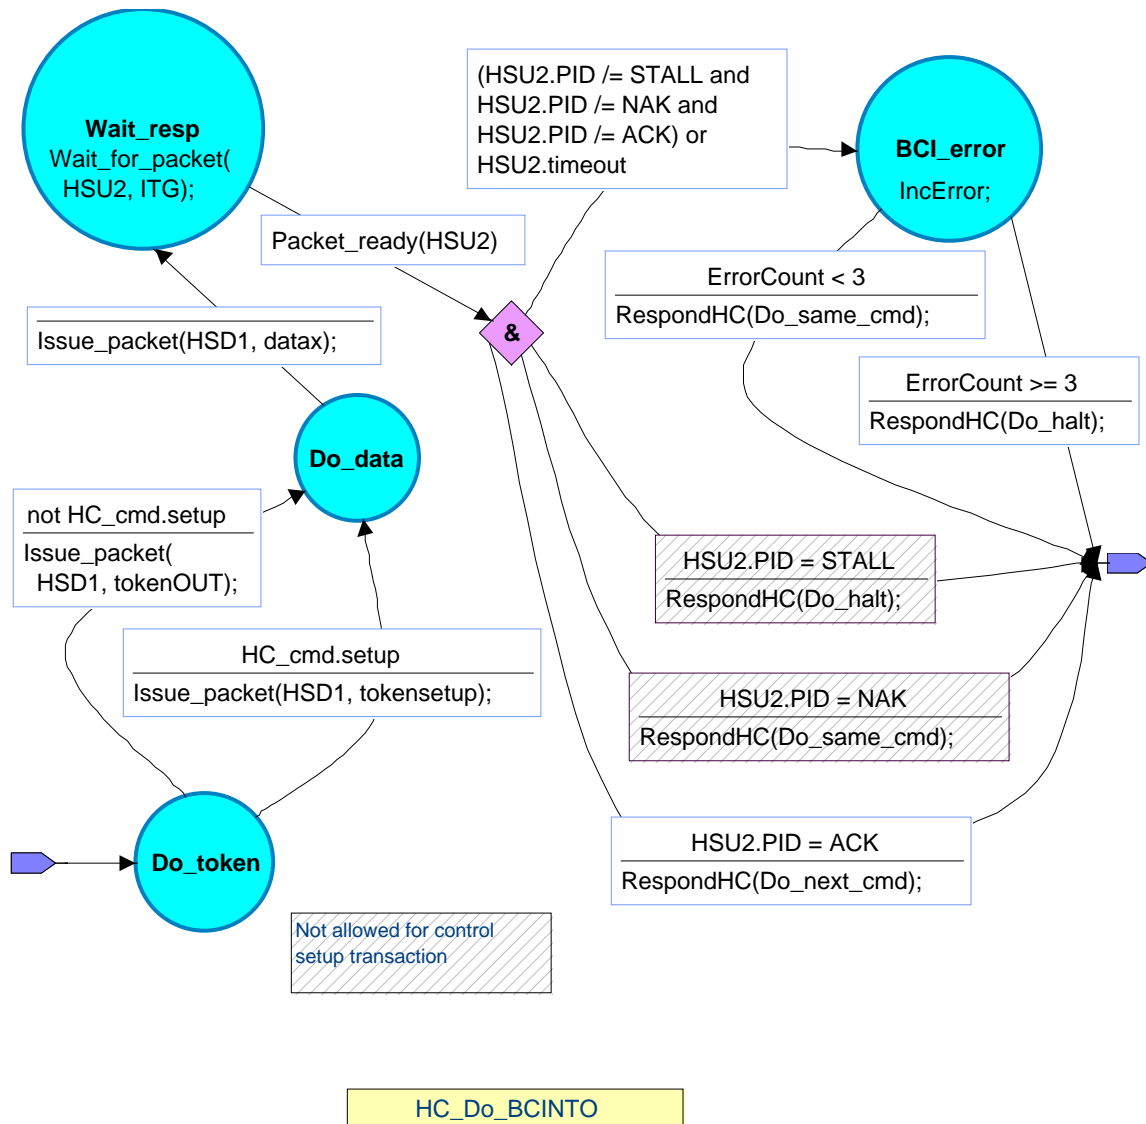 Wait_resp
Wait_for_packet(
HSU2, ITG);
(HSU2.PID /= STALL and
HSU2.PID /= NAK and
HSU2.PID /= ACK) or
HSU2.timeout
BCI_error
IncError;
Packet_ready(HSU2)
ErrorCount < 3
RespondHC(Do_same_cmd);
Issue_packet(HSD1, datax);
&
ErrorCount >= 3
RespondHC(Do_halt);
Do_data
not HC_cmd.setup
Issue_packet(
HSD1, tokenOUT);
HSU2.PID = STALL
RespondHC(Do_halt);
HC_cmd.setup
Issue_packet(HSD1, tokensetup);
HSU2.PID = NAK
RespondHC(Do_same_cmd);
HSU2.PID = ACK
RespondHC(Do_next_cmd);
Do_token
Not allowed for control
setup transaction
HC_Do_BCINTO